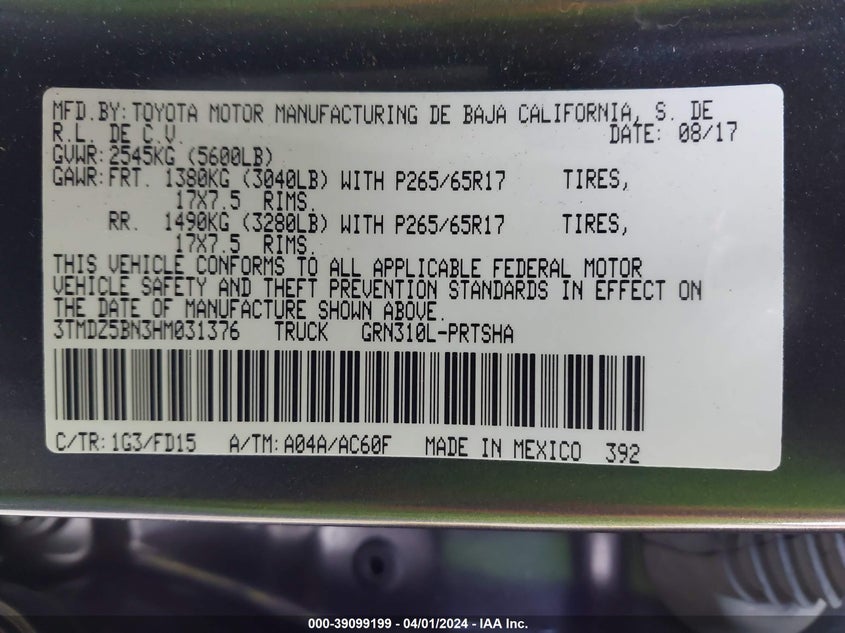 MFD.BY: TOYOTA MOTOR MANUFACTURING DE BAJA CALIFORNIA, S. DE
R.L. DE C.V. DATE: 08/17
GVWR: 2545KG (5600LB)
GAWR: FRT. 1380KG (3040LB) WITH P265/65R17 TIRES,
17X7.5 RIMS.
RR. 1490KG (3280LB) WITH P265/65R17 TIRES,
17X7.5 RIMS.
THIS VEHICLE CONFORMS TO ALL APPLICABLE FEDERAL MOTOR
VEHICLE SAFETY AND THEFT PREVENTION STANDARDS IN EFFECT ON
THE DATE OF MANUFACTURE SHOWN ABOVE.
3TMDZ5BN3HM031376 TRUCK GRN310L-PRTSHA
C/TR: 1G3/FD15 A/TM: A04A/AC60F MADE IN MEXICO 392
000-39099199 — 04/01/2024 — IAA Inc.